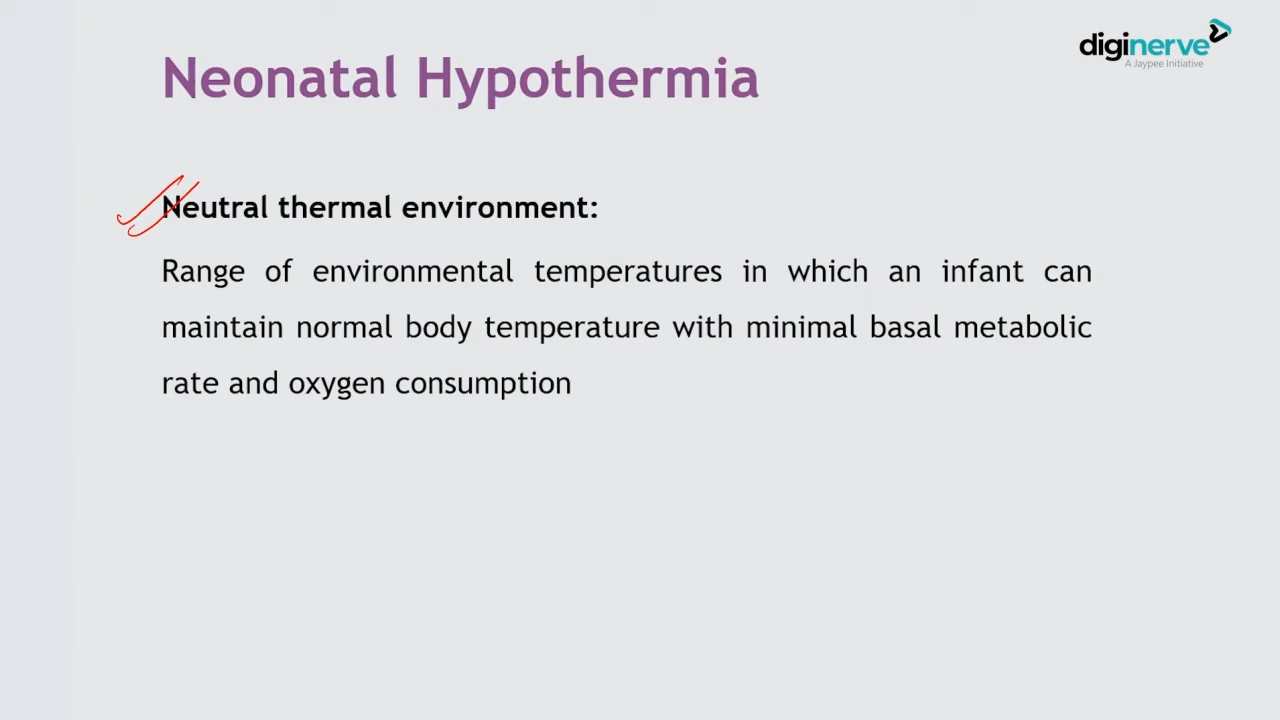 diginerve
A Jaypee Initiative
Neonatal Hypothermia
Neutral thermal environment:
Range of environmental temperatures in which an infant can
maintain normal body temperature with minimal basal metabolic
rate and oxygen consumption